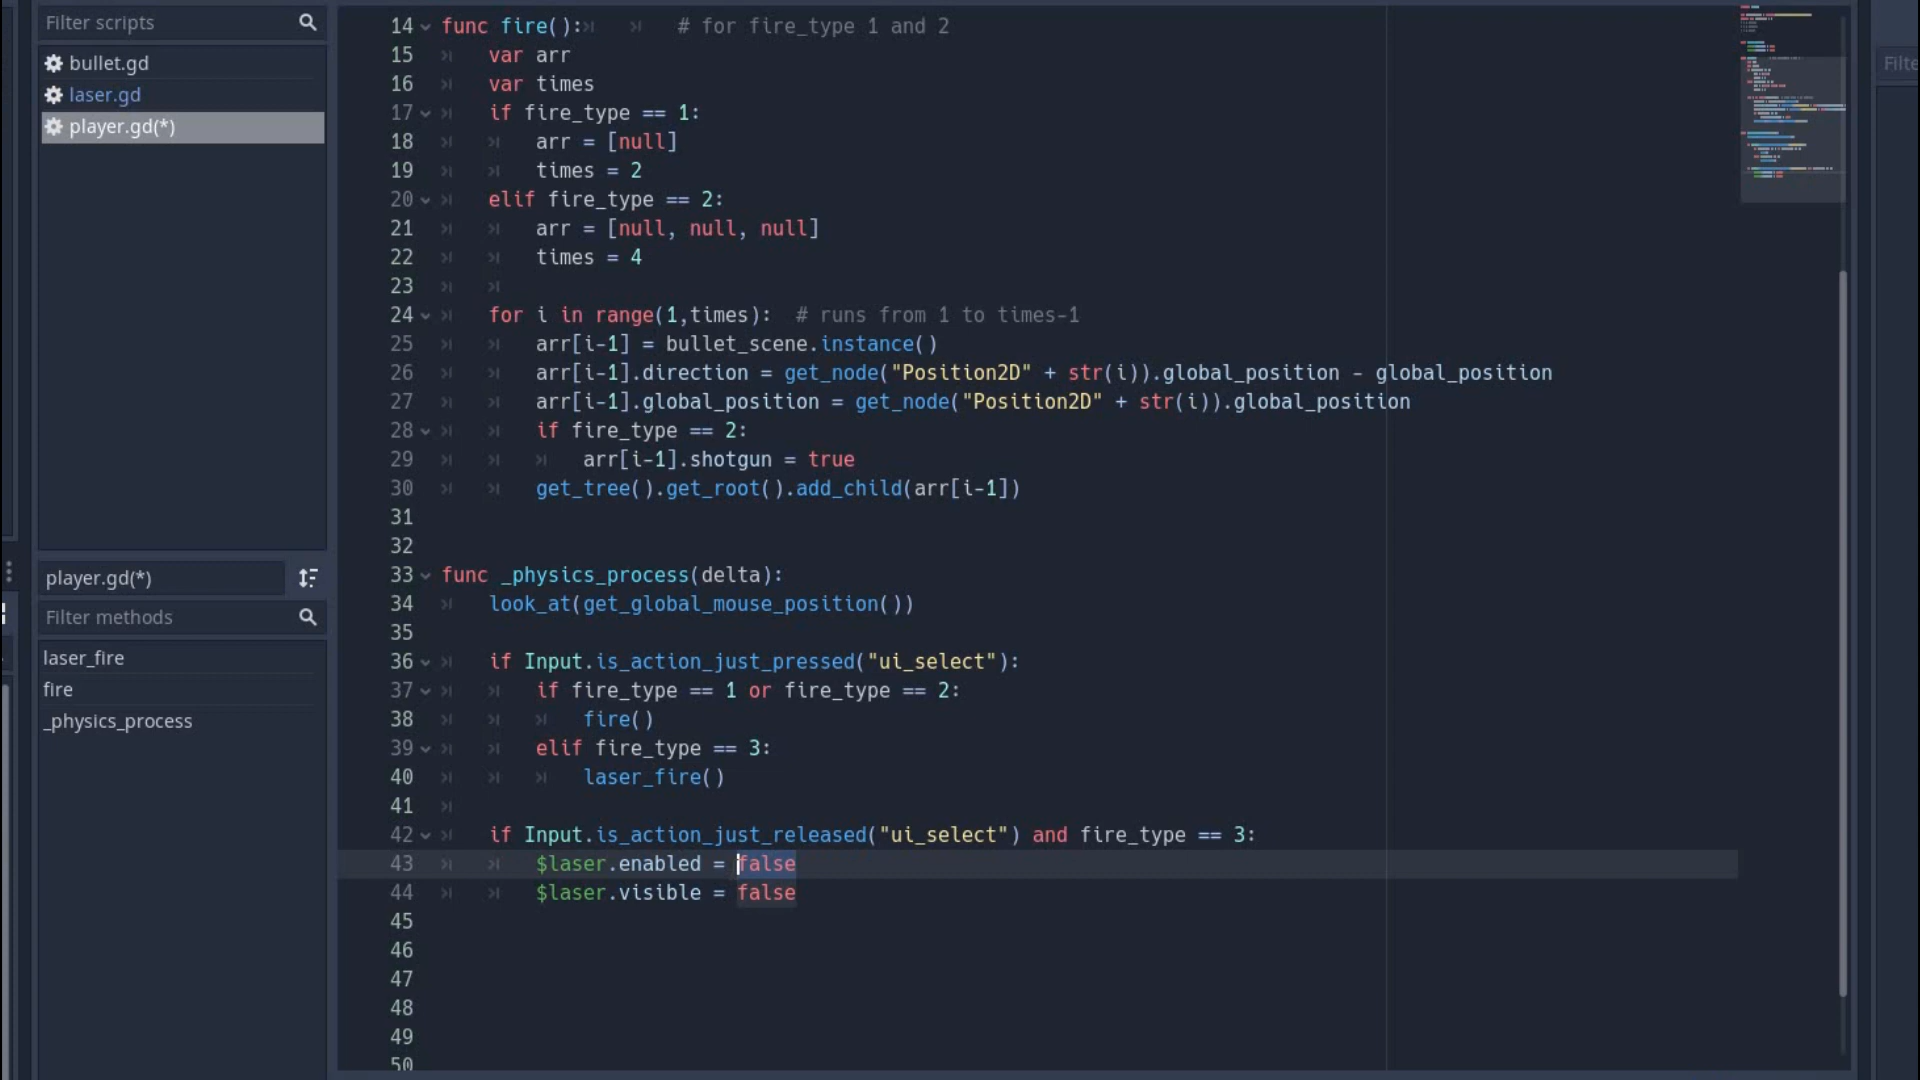 Filter scripts
bullet.gd
laser.gd
player.gd(*)
player.gd(*)
Filter methods
laser_fire
fire
_physics_process
14 func fire(): # for fire_type 1 and 2
15 var arr
16 var times
17 if fire_type == 1:
18 arr = [null]
19 times = 2
20 elif fire_type == 2:
21 arr = [null, null, null]
22 times = 4
23
24 for i in range(1,times): # runs from 1 to times-1
25 arr[i-1] = bullet_scene.instance()
26 arr[i-1].direction = get_node("Position2D" + str(i)).global_position - global_position
27 arr[i-1].global_position = get_node("Position2D" + str(i)).global_position
28 if fire_type == 2:
29 arr[i-1].shotgun = true
30 get_tree().get_root().add_child(arr[i-1])
31
32
33 func _physics_process(delta):
34 look_at(get_global_mouse_position())
35
36 if Input.is_action_just_pressed("ui_select"):
37 if fire_type == 1 or fire_type == 2:
38 fire()
39 elif fire_type == 3:
40 laser_fire()
41
42 if Input.is_action_just_released("ui_select") and fire_type == 3:
43 $laser.enabled = false
44 $laser.visible = false
45
46
47
48
49
50
Filte